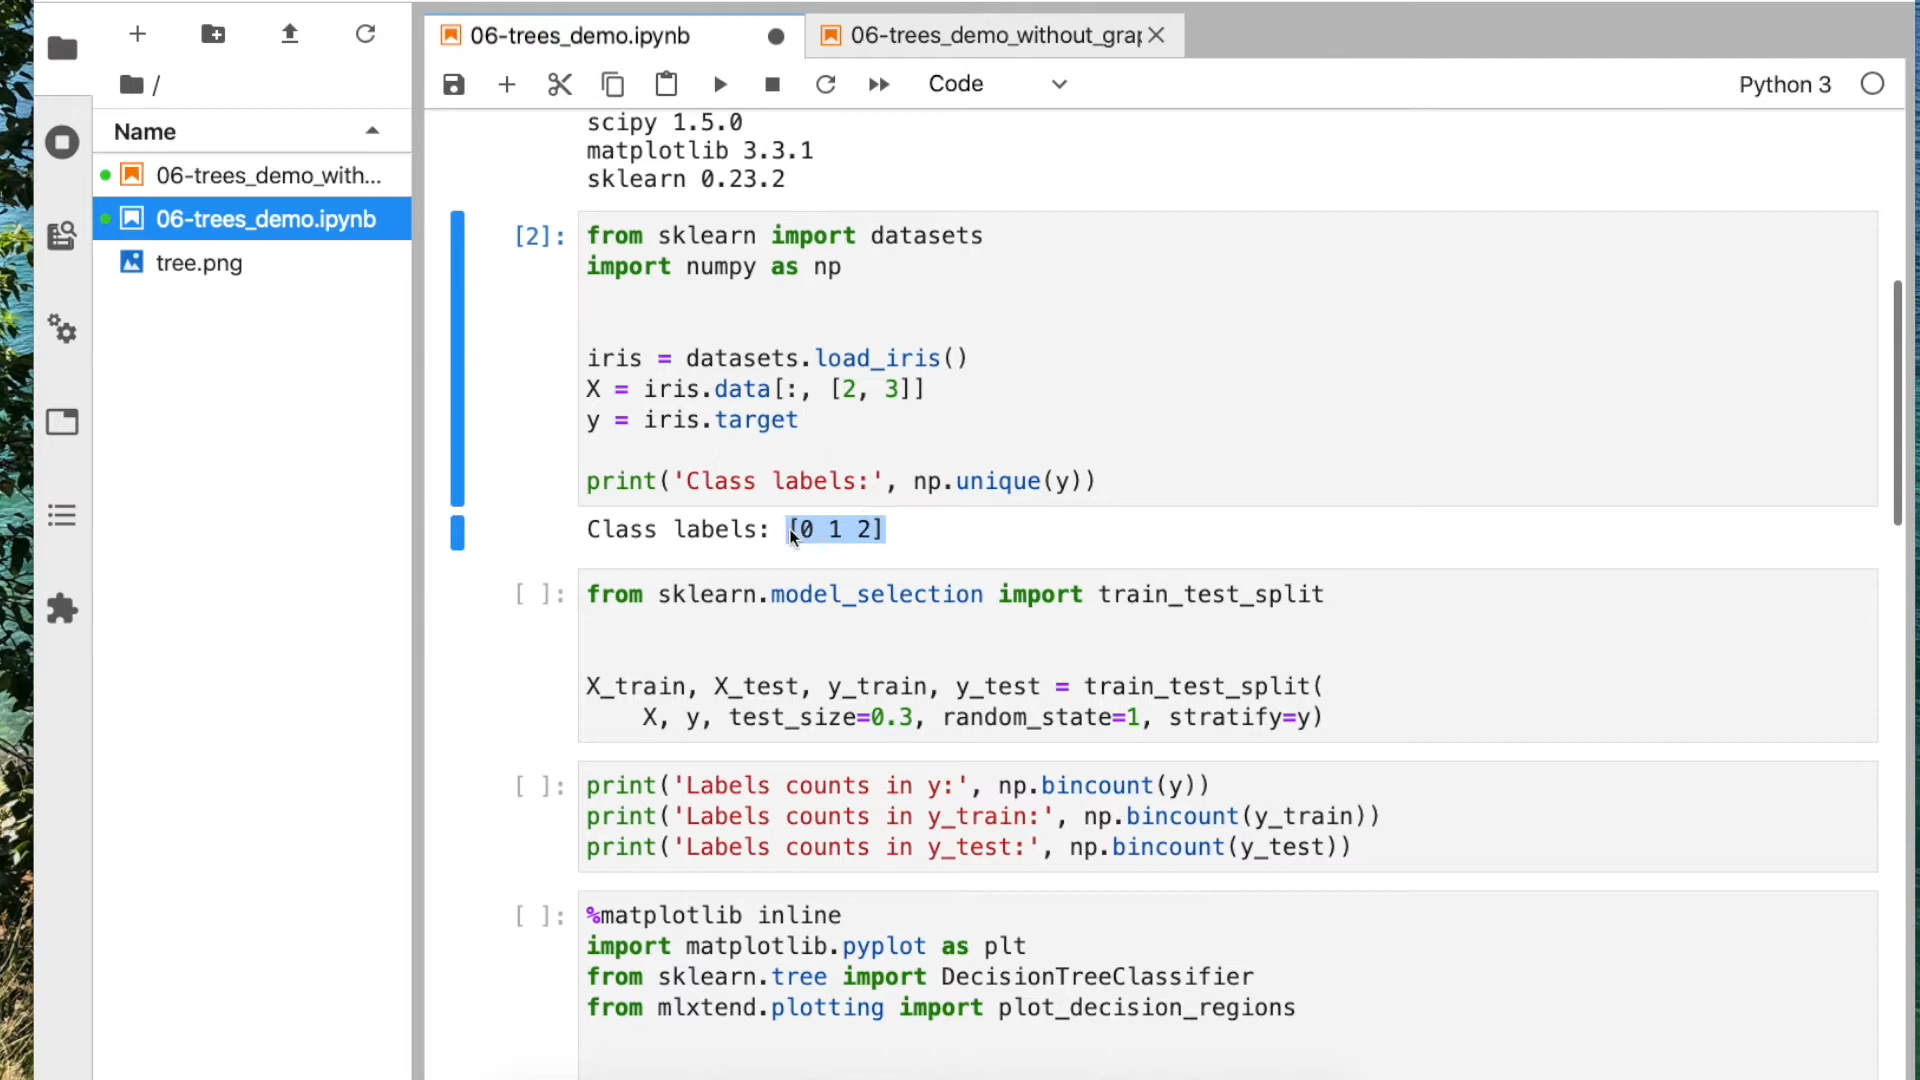 06-trees_demo.ipynb
06-trees_demo_without_grap
/
Code
Python 3
Name
06-trees_demo_with...
06-trees_demo.ipynb
tree.png
scipy 1.5.0
matplotlib 3.3.1
sklearn 0.23.2
[2]:
from sklearn import datasets
import numpy as np
iris = datasets.load_iris()
X = iris.data[:, [2, 3]]
y = iris.target
print('Class labels:', np.unique(y))
Class labels: [0 1 2]
[ ]:
from sklearn.model_selection import train_test_split
X_train, X_test, y_train, y_test = train_test_split(
    X, y, test_size=0.3, random_state=1, stratify=y)
[ ]:
print('Labels counts in y:', np.bincount(y))
print('Labels counts in y_train:', np.bincount(y_train))
print('Labels counts in y_test:', np.bincount(y_test))
[ ]:
%matplotlib inline
import matplotlib.pyplot as plt
from sklearn.tree import DecisionTreeClassifier
from mlxtend.plotting import plot_decision_regions